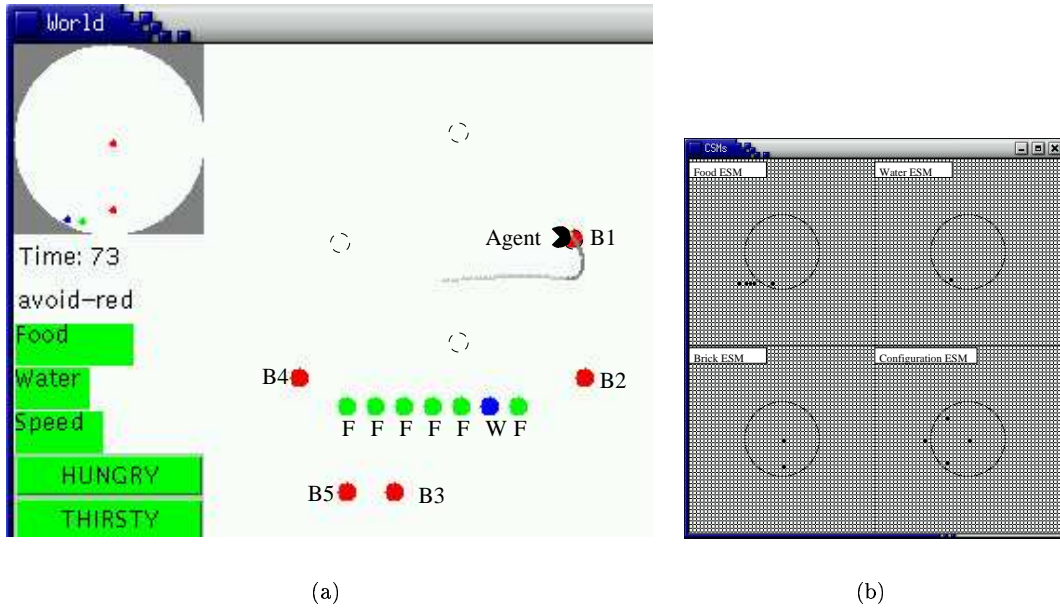 World
Time: 73
avoid-red
Food
Water
Speed
HUNGRY
THIRSTY
Agent
B1
B4
B2
F F F F F W F
B5
B3
(a)
CSMs
Food ESM
Water ESM
Brick ESM
Configuration ESM
(b)